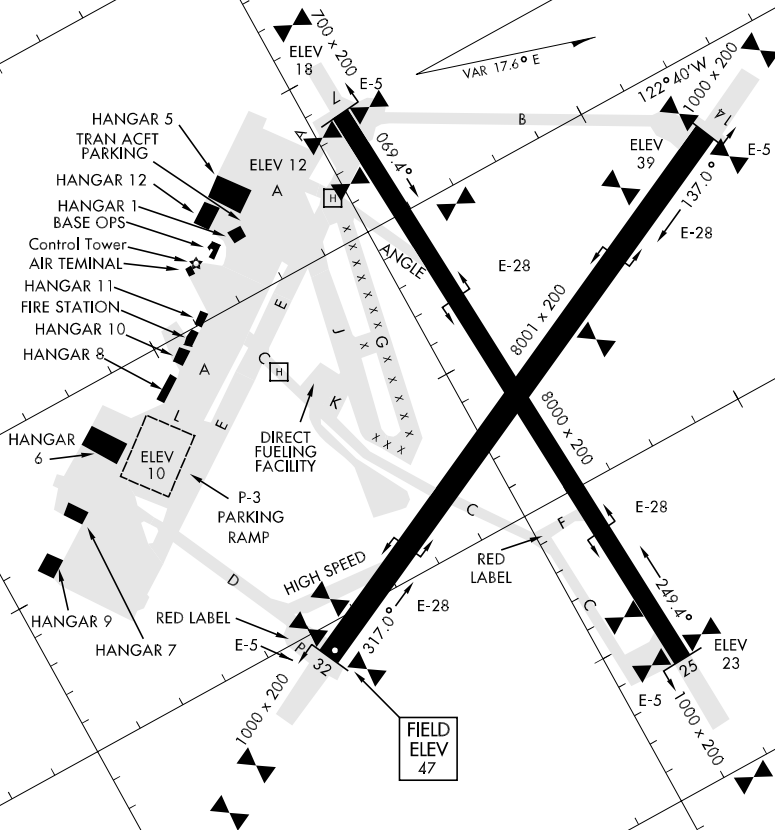 700 x 200
ELEV
18
E-5
VAR 17.6° E
122° 40'W
1000 x 200
14
E-5
HANGAR 5
TRAN ACFT
PARKING
HANGAR 12
HANGAR 1
BASE OPS
Control Tower
AIR TEMINAL
HANGAR 11
FIRE STATION
HANGAR 10
HANGAR 8
ELEV 12
A
A
7
B
069.4°
ELEV
39
137.0°
H
ANGLE
E-28
E-28
E
J
G
x x x x x x x x x x x x x x
x x x x
8001 x 200
A
C
H
K
L
E
8000 x 200
HANGAR
6
ELEV
10
DIRECT
FUELING
FACILITY
P-3
PARKING
RAMP
C
F
E-28
RED
LABEL
D
HIGH SPEED
C
249.4°
HANGAR 9
HANGAR 7
RED LABEL
E-28
317.0°
E-5
P
32
25
ELEV
23
E-5
1000 x 200
1000 x 200
FIELD
ELEV
47